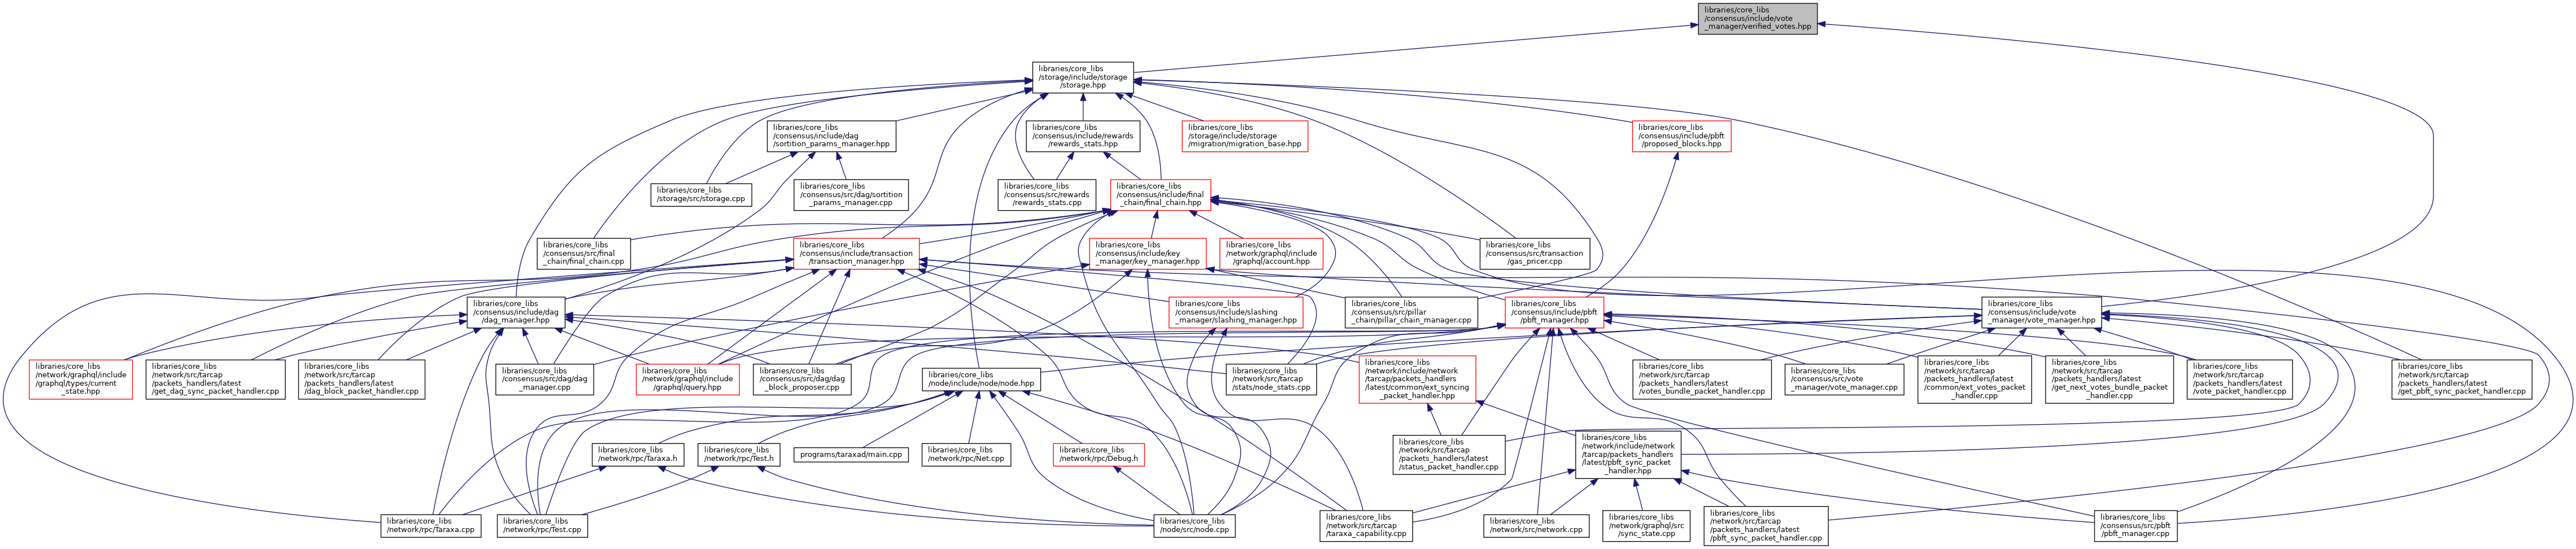 libraries/core_libs
/consensus/include/vote
_manager/verified_votes.hpp
libraries/core_libs
/storage/include/storage
/storage.hpp
libraries/core_libs
/consensus/include/dag
/sortition_params_manager.hpp
libraries/core_libs
/consensus/include/rewards
/rewards_stats.hpp
libraries/core_libs
/storage/include/storage
/migration/migration_base.hpp
libraries/core_libs
/consensus/include/pbft
/proposed_blocks.hpp
libraries/core_libs
/storage/src/storage.cpp
libraries/core_libs
/consensus/src/dag/sortition
_params_manager.cpp
libraries/core_libs
/consensus/src/rewards
/rewards_stats.cpp
libraries/core_libs
/consensus/include/final
_chain/final_chain.hpp
libraries/core_libs
/consensus/src/final
_chain/final_chain.cpp
libraries/core_libs
/consensus/include/transaction
/transaction_manager.hpp
libraries/core_libs
/consensus/include/key
_manager/key_manager.hpp
libraries/core_libs
/network/graphql/include
/graphql/account.hpp
libraries/core_libs
/consensus/src/transaction
/gas_pricer.cpp
libraries/core_libs
/consensus/include/dag
/dag_manager.hpp
libraries/core_libs
/consensus/include/slashing
_manager/slashing_manager.hpp
libraries/core_libs
/consensus/src/pillar
_chain/pillar_chain_manager.cpp
libraries/core_libs
/consensus/include/pbft
/pbft_manager.hpp
libraries/core_libs
/consensus/include/vote
_manager/vote_manager.hpp
libraries/core_libs
/network/graphql/include
/graphql/types/current
_state.hpp
libraries/core_libs
/network/src/tarcap
/packets_handlers/latest
/get_dag_sync_packet_handler.cpp
libraries/core_libs
/network/src/tarcap
/packets_handlers/latest
/dag_block_packet_handler.cpp
libraries/core_libs
/consensus/src/dag/dag
_manager.cpp
libraries/core_libs
/network/graphql/include
/graphql/query.hpp
libraries/core_libs
/consensus/src/dag/dag
_block_proposer.cpp
libraries/core_libs
/node/include/node/node.hpp
libraries/core_libs
/network/src/tarcap
/stats/node_stats.cpp
libraries/core_libs
/network/include/network
/tarcap/packets_handlers
/latest/common/ext_syncing
_packet_handler.hpp
libraries/core_libs
/network/src/tarcap
/packets_handlers/latest
/votes_bundle_packet_handler.cpp
libraries/core_libs
/consensus/src/vote
_manager/vote_manager.cpp
libraries/core_libs
/network/src/tarcap
/packets_handlers/latest
/common/ext_votes_packet
_handler.cpp
libraries/core_libs
/network/src/tarcap
/packets_handlers/latest
/get_next_votes_bundle_packet
_handler.cpp
libraries/core_libs
/network/src/tarcap
/packets_handlers/latest
/vote_packet_handler.cpp
libraries/core_libs
/network/src/tarcap
/packets_handlers/latest
/get_pbft_sync_packet_handler.cpp
libraries/core_libs
/network/rpc/Taraxa.h
libraries/core_libs
/network/rpc/Test.h
programs/taraxad/main.cpp
libraries/core_libs
/network/rpc/Net.cpp
libraries/core_libs
/network/rpc/Debug.h
libraries/core_libs
/network/src/tarcap
/packets_handlers/latest
/status_packet_handler.cpp
libraries/core_libs
/network/include/network
/tarcap/packets_handlers
/latest/pbft_sync_packet
_handler.hpp
libraries/core_libs
/network/rpc/Taraxa.cpp
libraries/core_libs
/network/rpc/Test.cpp
libraries/core_libs
/node/src/node.cpp
libraries/core_libs
/network/src/tarcap
/taraxa_capability.cpp
libraries/core_libs
/network/src/network.cpp
libraries/core_libs
/network/graphql/src
/sync_state.cpp
libraries/core_libs
/network/src/tarcap
/packets_handlers/latest
/pbft_sync_packet_handler.cpp
libraries/core_libs
/consensus/src/pbft
/pbft_manager.cpp